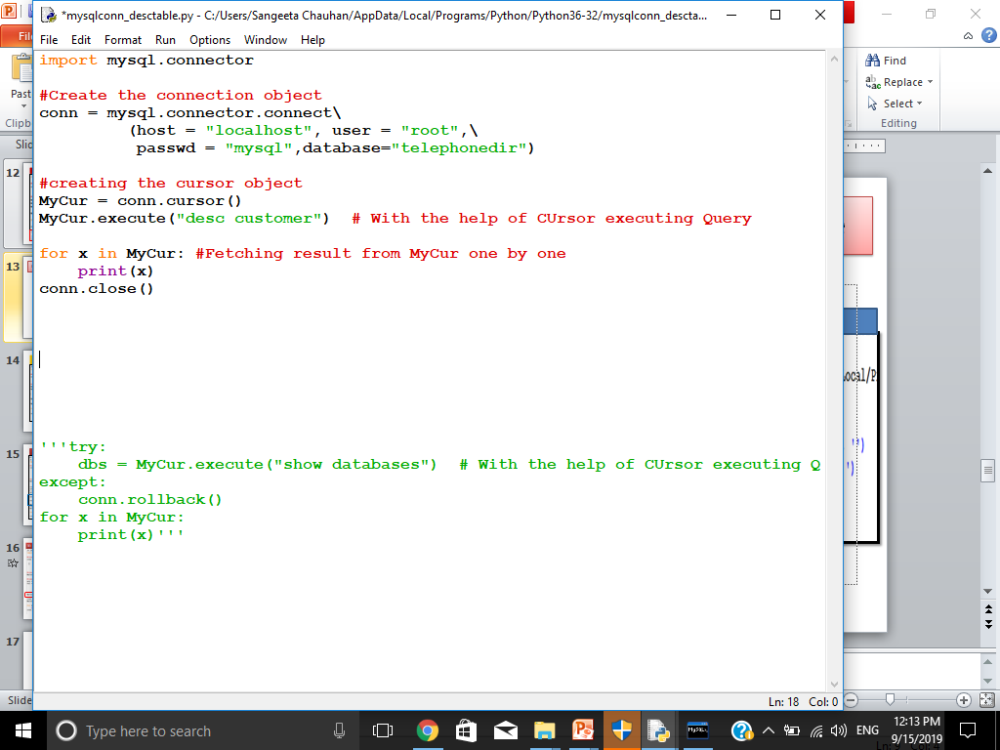 *mysqlconn_desctable.py - C:/Users/Sangeeta Chauhan/AppData/Local/Programs/Python/Python36-32/mysqlconn_descta...
File Edit Format Run Options Window Help
import mysql.connector
#Create the connection object
conn = mysql.connector.connect\
(host = "localhost", user = "root",\
passwd = "mysql",database="telephonedir")
#creating the cursor object
MyCur = conn.cursor()
MyCur.execute("desc customer")  # With the help of CUrsor executing Query
for x in MyCur: #Fetching result from MyCur one by one
print(x)
conn.close()
'''try:
dbs = MyCur.execute("show databases")  # With the help of CUrsor executing Q
except:
conn.rollback()
for x in MyCur:
print(x)'''
Ln: 18 Col: 0
Fil
Past
Clipb
Slic
12
13
14
15
16
17
Slide
Find
Replace
Select
Editing
ocal/P
'')
')
Type here to search
MySQL
ENG
12:13 PM
9/15/2019